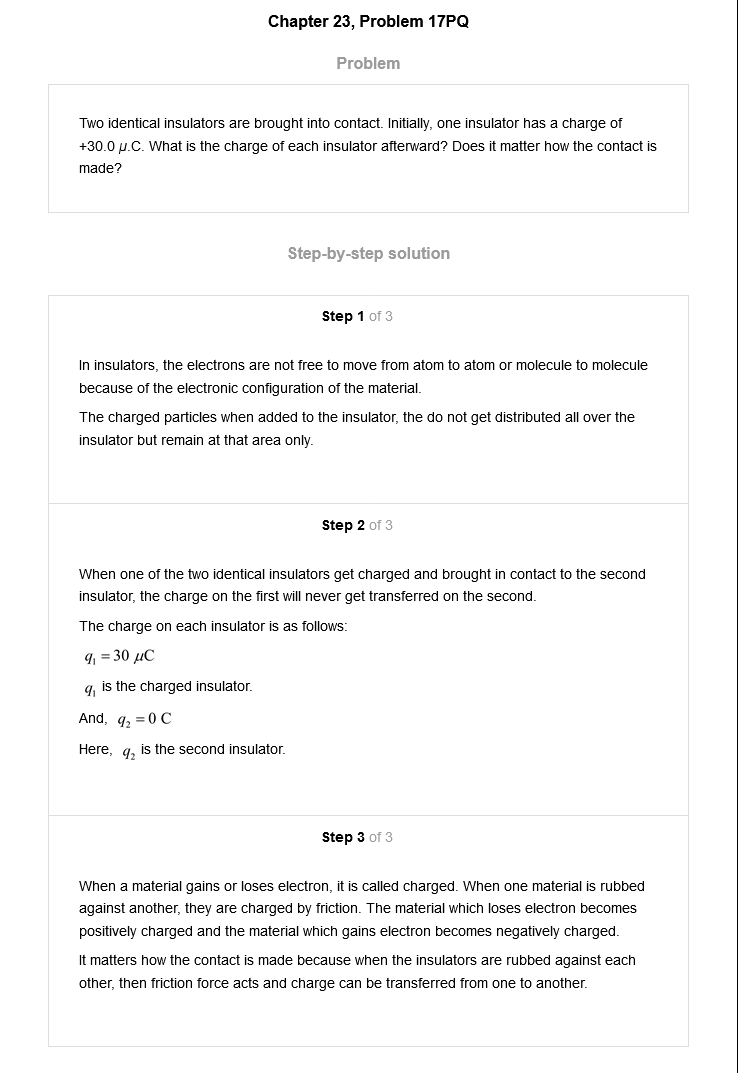 Chapter 23, Problem 17PQ
Problem
Two identical insulators are brought into contact. Initially, one insulator has a charge of
+30.0 μ.C. What is the charge of each insulator afterward? Does it matter how the contact is
made?
Step-by-step solution
Step 1 of 3
In insulators, the electrons are not free to move from atom to atom or molecule to molecule
because of the electronic configuration of the material.
The charged particles when added to the insulator, the do not get distributed all over the
insulator but remain at that area only.
Step 2 of 3
When one of the two identical insulators get charged and brought in contact to the second
insulator, the charge on the first will never get transferred on the second.
The charge on each insulator is as follows:
q₁ = 30 μC
q₁ is the charged insulator.
And, q₂ = 0 C
Here, q₂ is the second insulator.
Step 3 of 3
When a material gains or loses electron, it is called charged. When one material is rubbed
against another, they are charged by friction. The material which loses electron becomes
positively charged and the material which gains electron becomes negatively charged.
It matters how the contact is made because when the insulators are rubbed against each
other, then friction force acts and charge can be transferred from one to another.